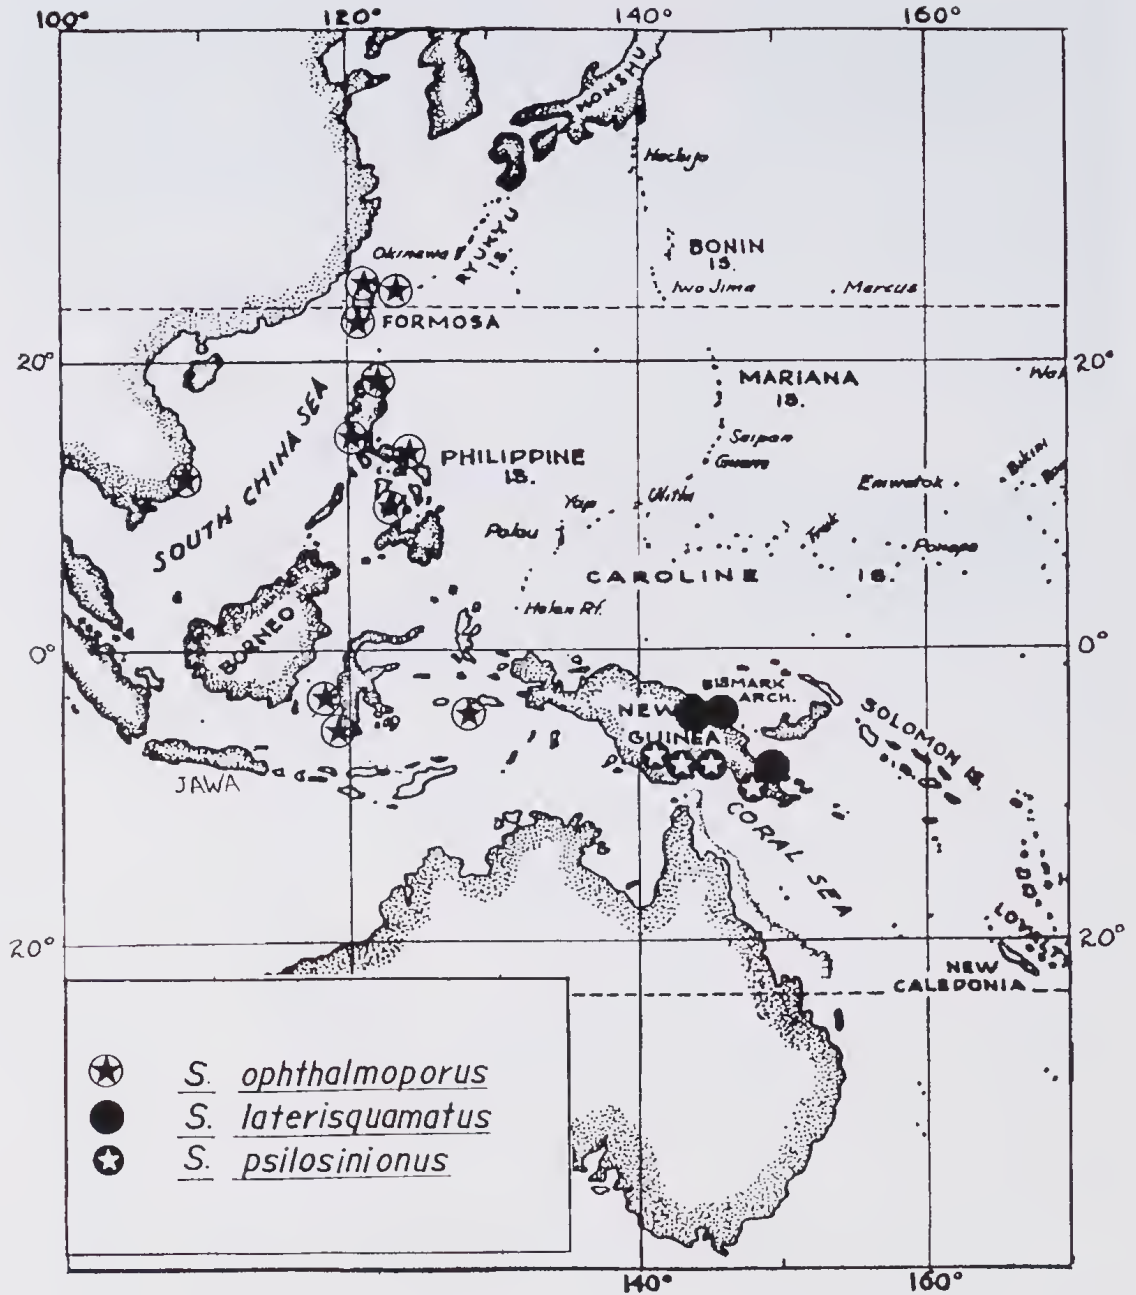 100° 120° 140° 160°
HONSHU
Hachijo
Okinawa
RYUKYU
IS.
BONIN
IS.
Iwo Jima
Marcus
FORMOSA
20°
20°
MARIANA
IS.
Saipan
Guam
SOUTH CHINA SEA
PHILIPPINE
IS.
Yap
Ulithi
Palau
Eniwetok
Bikini
Truk
Ponape
CAROLINE IS.
Helen Rf.
BORNEO
0°
0°
BISMARK
ARCH.
NEW
GUINEA
SOLOMON IS.
JAWA
CORAL SEA
20°
20°
NEW
CALEDONIA
S. ophthalmoporus
S. laterisquamatus
S. psilosinionus
140° 160°